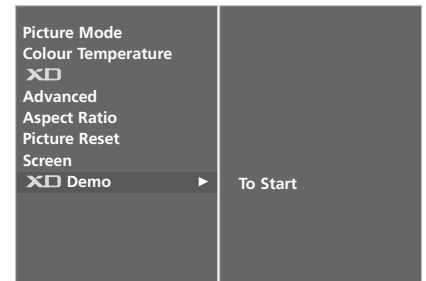 Picture Mode
Colour Temperature
XD
Advanced
Aspect Ratio
Picture Reset
Screen
XD Demo ► To Start